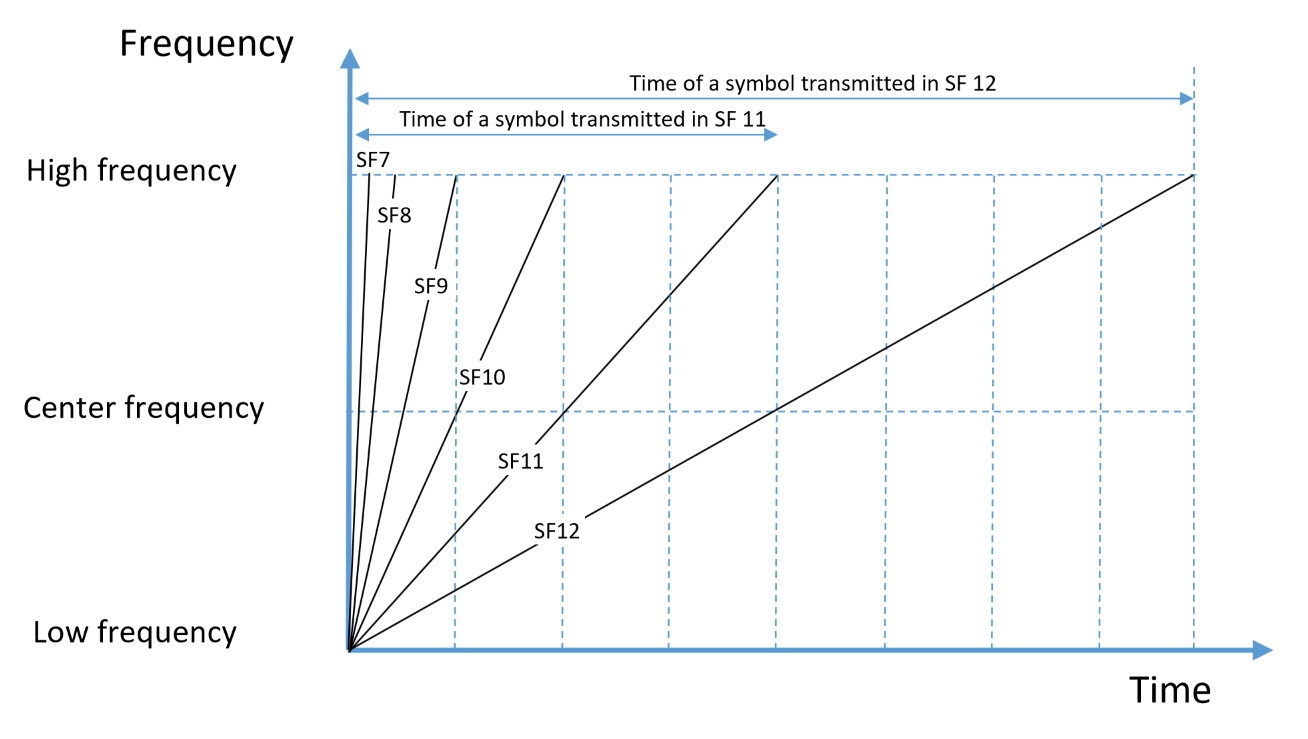 Frequency
Time of a symbol transmitted in SF 12
Time of a symbol transmitted in SF 11
SF7
High frequency
SF8
SF9
SF10
Center frequency
SF11
SF12
Low frequency
Time